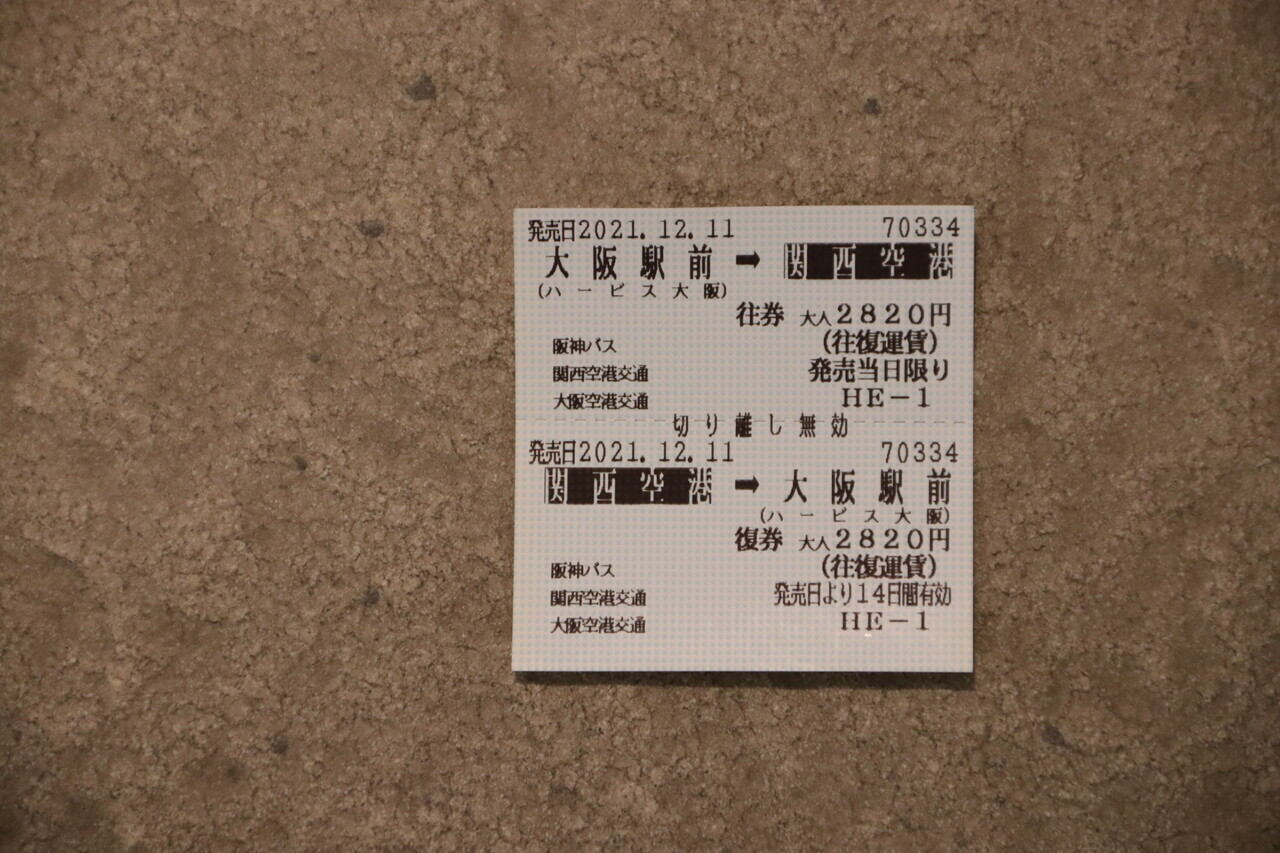 発売日2021.12.11 70334
大阪駅前 ➡ 関西空港
(ハービス大阪)
往券 大人2820円
阪神バス (往復運賃)
関西空港交通 発売当日限り
大阪空港交通 HE-1
切り離し無効
発売日2021.12.11 70334
関西空港 ➡ 大阪駅前
(ハービス大阪)
復券 大人2820円
阪神バス (往復運賃)
関西空港交通 発売日より14日間有効
大阪空港交通 HE-1